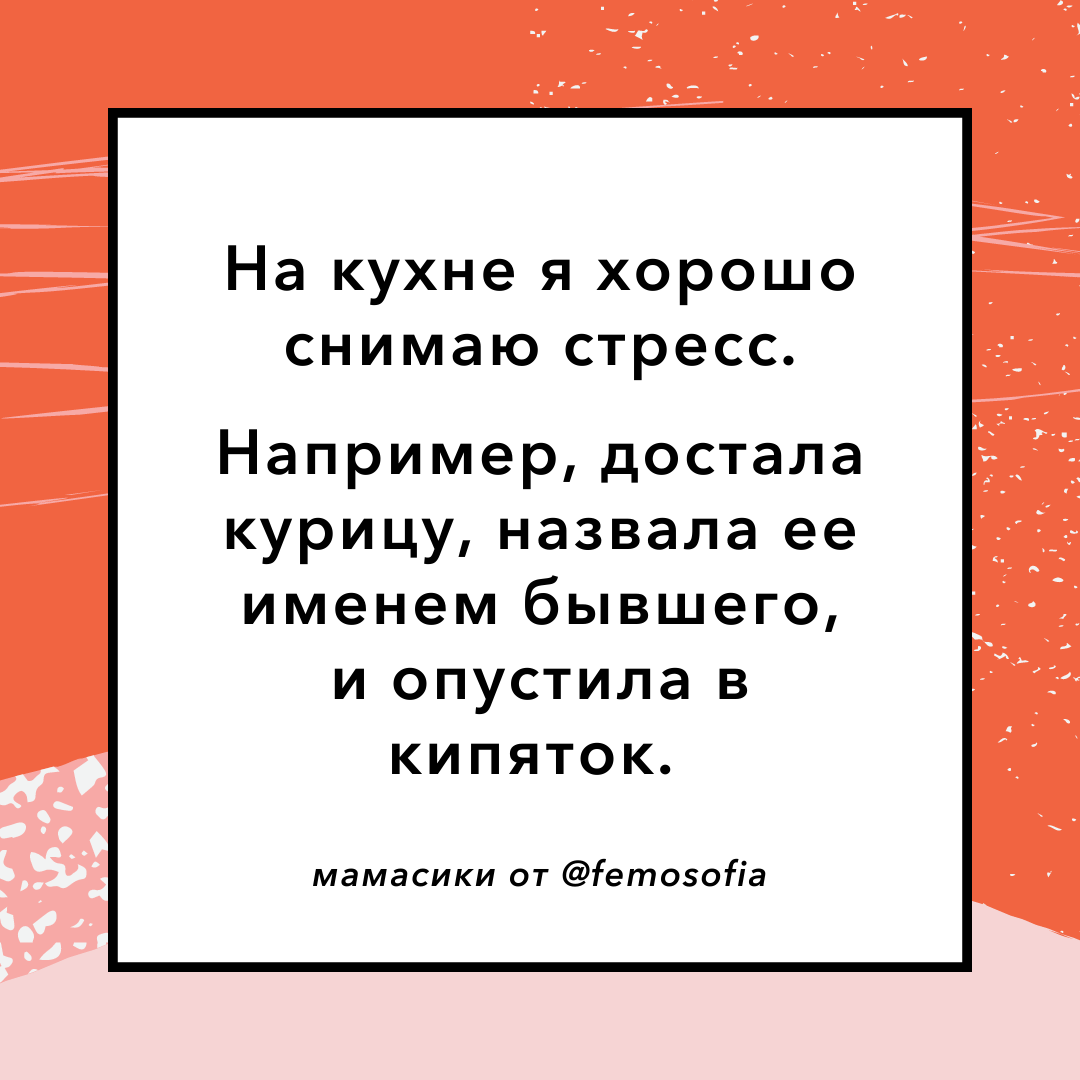 На кухне я хорошо
снимаю стресс.
Например, достала
курицу, назвала ее
именем бывшего,
и опустила в
кипяток.
мамасики от @femosofia